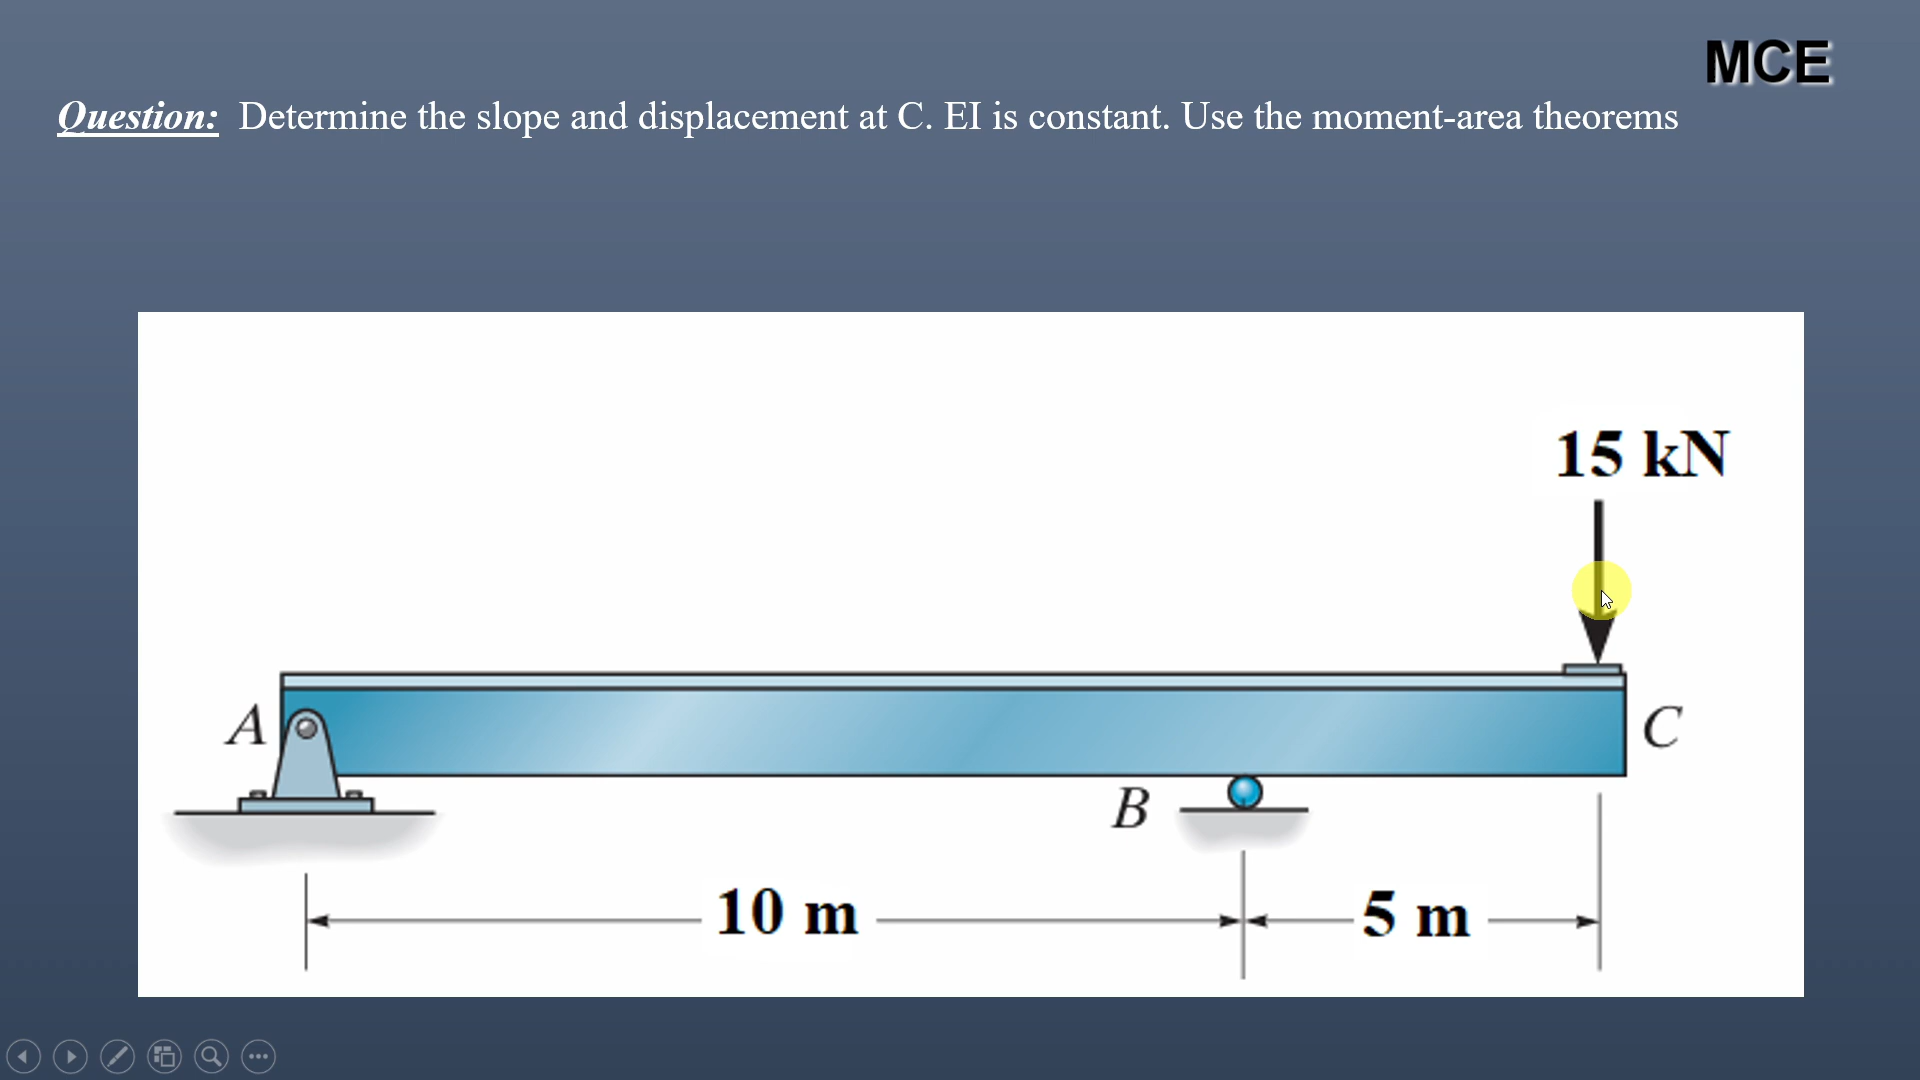 MCE
Question: Determine the slope and displacement at C. EI is constant. Use the moment-area theorems
15 kN
A
C
B
10 m
5 m